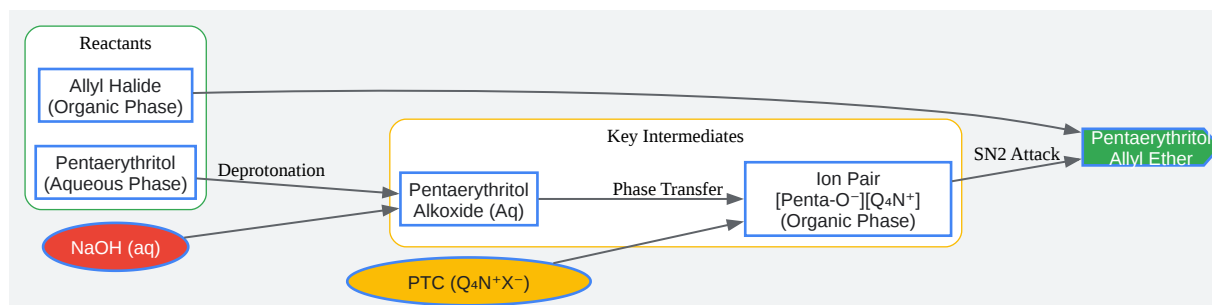 Reactants
Allyl Halide
(Organic Phase)
Pentaerythritol
(Aqueous Phase)
NaOH (aq)
Deprotonation
Key Intermediates
Pentaerythritol
Alkoxide (Aq)
Phase Transfer
Ion Pair
[Penta-O⁻][Q₄N⁺]
(Organic Phase)
PTC (Q₄N⁺X⁻)
SN2 Attack
Pentaerythritol
Allyl Ether